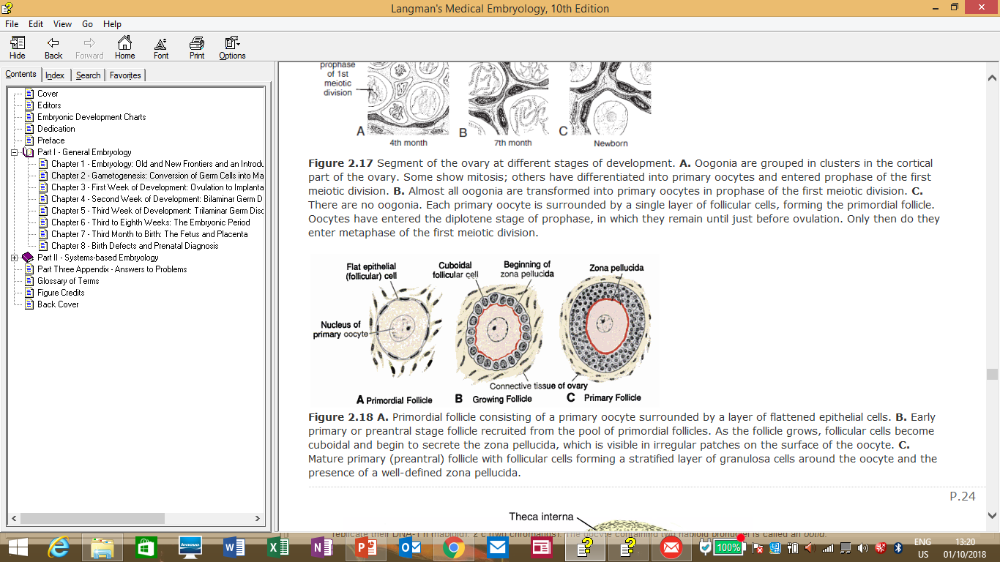 Langman's Medical Embryology, 10th Edition
File Edit View Go Help
Hide Back Forward Home Font Print Options
Contents Index Search Favorites
Cover
Editors
Embryonic Development Charts
Dedication
Preface
Part I - General Embryology
Chapter 1 - Embryology: Old and New Frontiers and an Introdu
Chapter 2 - Gametogenesis: Conversion of Germ Cells into Ma
Chapter 3 - First Week of Development: Ovulation to Implanta
Chapter 4 - Second Week of Development: Bilaminar Germ D
Chapter 5 - Third Week of Development: Trilaminar Germ Disc
Chapter 6 - Third to Eighth Weeks: The Embryonic Period
Chapter 7 - Third Month to Birth: The Fetus and Placenta
Chapter 8 - Birth Defects and Prenatal Diagnosis
Part II - Systems-based Embryology
Part Three Appendix - Answers to Problems
Glossary of Terms
Figure Credits
Back Cover
prophase
of 1st
meiotic
division
A B C
4th month 7th month Newborn
Figure 2.17 Segment of the ovary at different stages of development. A. Oogonia are grouped in clusters in the cortical
part of the ovary. Some show mitosis; others have differentiated into primary oocytes and entered prophase of the first
meiotic division. B. Almost all oogonia are transformed into primary oocytes in prophase of the first meiotic division. C.
There are no oogonia. Each primary oocyte is surrounded by a single layer of follicular cells, forming the primordial follicle.
Oocytes have entered the diplotene stage of prophase, in which they remain until just before ovulation. Only then do they
enter metaphase of the first meiotic division.
Flat epithelial
(follicular) cell
Cuboidal
follicular cell
Beginning of
zona pellucida
Zona pellucida
Nucleus of
primary oocyte
Connective tissue of ovary
A Primordial Follicle B Growing Follicle C Primary Follicle
Figure 2.18 A. Primordial follicle consisting of a primary oocyte surrounded by a layer of flattened epithelial cells. B. Early
primary or preantral stage follicle recruited from the pool of primordial follicles. As the follicle grows, follicular cells become
cuboidal and begin to secrete the zona pellucida, which is visible in irregular patches on the surface of the oocyte. C.
Mature primary (preantral) follicle with follicular cells forming a stratified layer of granulosa cells around the oocyte and the
presence of a well-defined zona pellucida.
P.24
Theca interna
lenovo
100%
ENG
US
13:20
01/10/2018